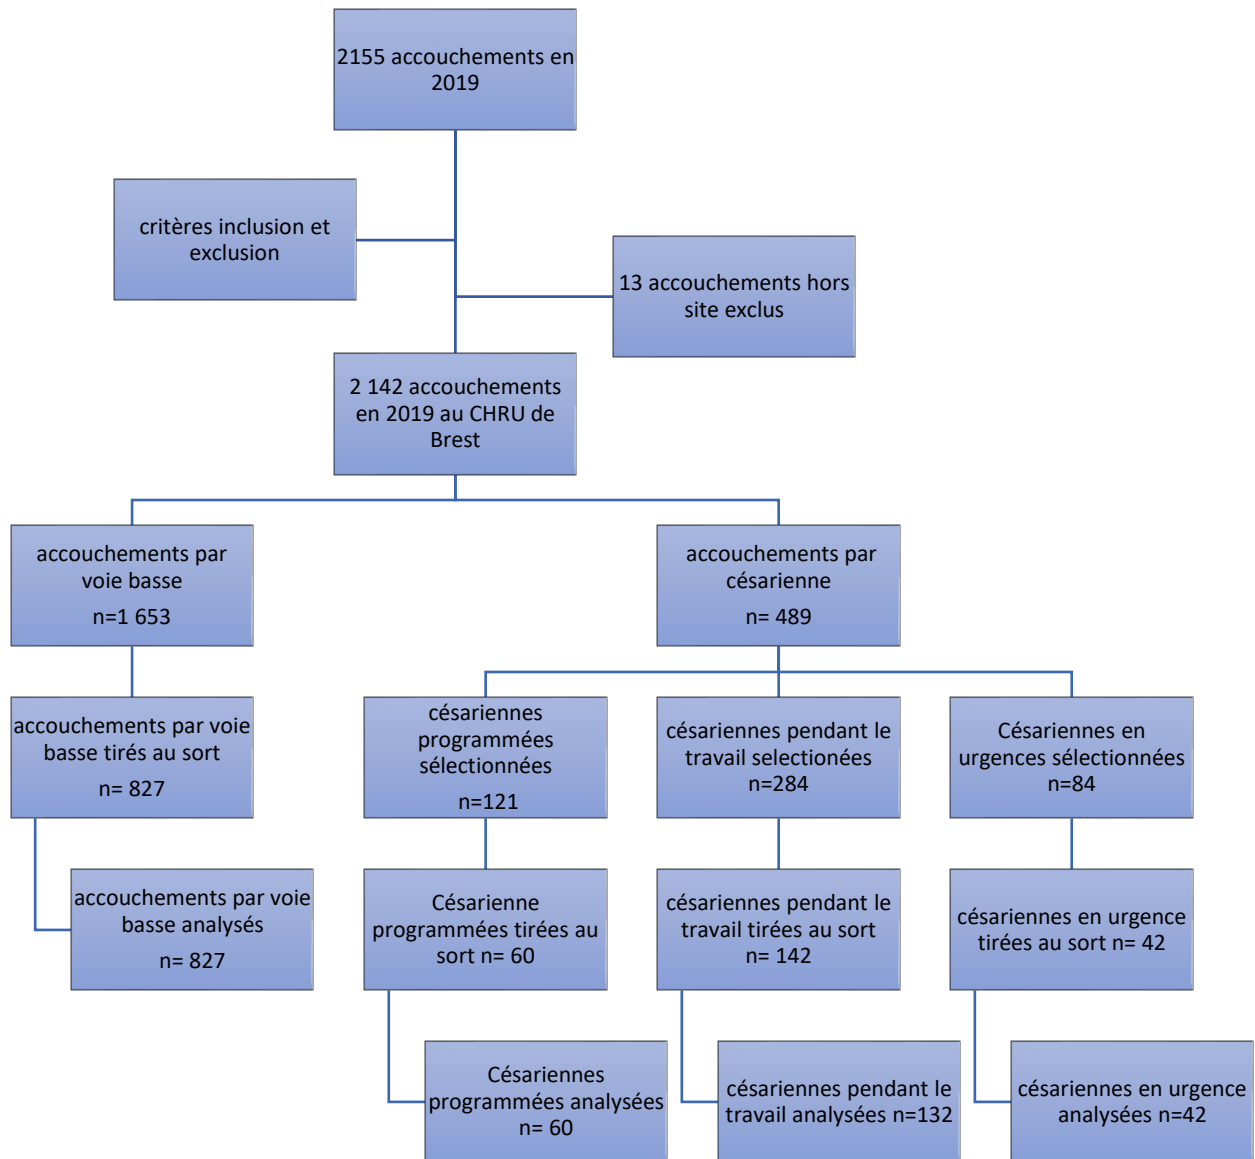 2155 accouchements en
2019
critères inclusion et
exclusion
13 accouchements hors
site exclus
2 142 accouchements
en 2019 au CHRU de
Brest
accouchements par
voie basse
n=1 653
accouchements par
césarienne
n= 489
accouchements par voie
basse tirés au sort
n= 827
césariennes
programmées
sélectionnées
n=121
césariennes pendant le
travail selectionées
n=284
Césariennes en
urgences sélectionnées
n=84
accouchements par voie
basse analysés
n= 827
Césarienne
programmées tirées au
sort n= 60
césariennes pendant le
travail tirées au sort
n= 142
césariennes en urgence
tirées au sort n= 42
Césariennes
programmées analysées
n= 60
césariennes pendant le
travail analysées n=132
césariennes en urgence
analysées n=42